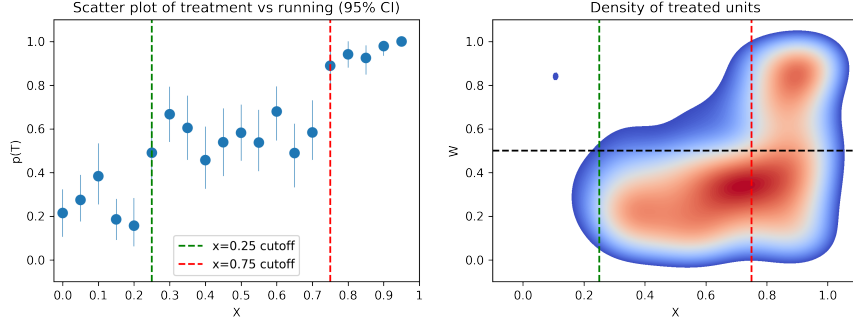 Scatter plot of treatment vs running (95% CI)
p(T)
1.0
0.8
0.6
0.4
0.2
0.0
x=0.25 cutoff
x=0.75 cutoff
0.0 0.1 0.2 0.3 0.4 0.5 0.6 0.7 0.8 0.9 1
X
Density of treated units
W
1.0
0.8
0.6
0.4
0.2
0.0
0.0 0.2 0.4 0.6 0.8 1.0
X